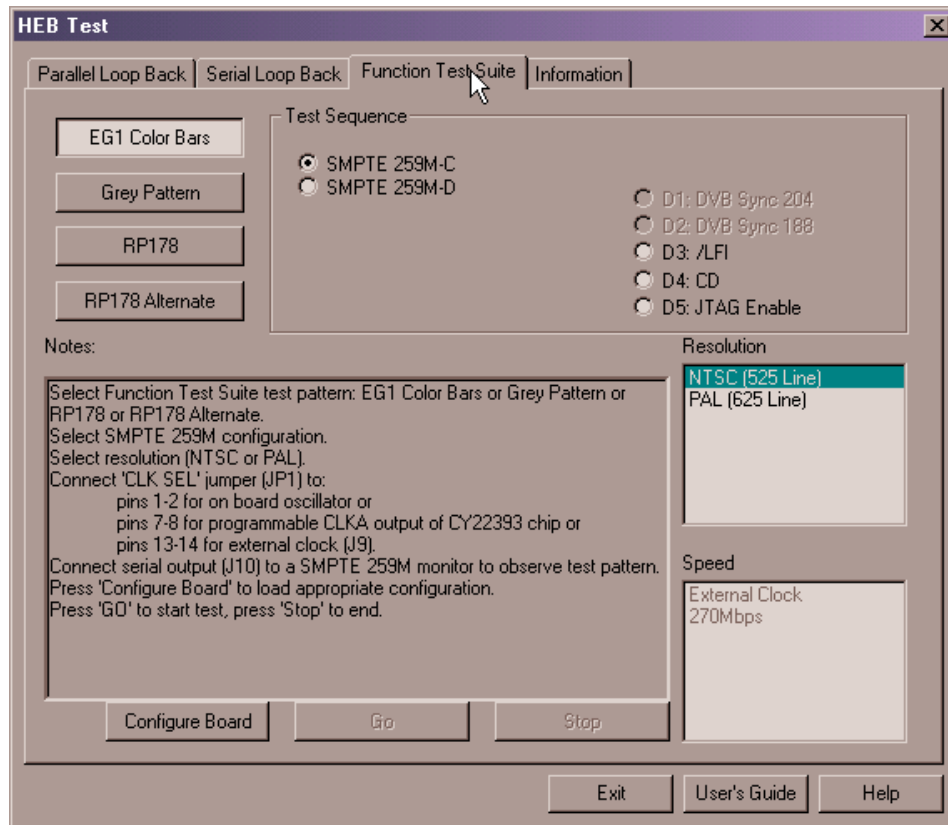 HEB Test
Parallel Loop Back
Serial Loop Back
Function Test Suite
Information
EG1 Color Bars
Grey Pattern
RP178
RP178 Alternate
Test Sequence
SMPTE 259M-C
SMPTE 259M-D
D1: DVB Sync 204
D2: DVB Sync 188
D3: /LFI
D4: CD
D5: JTAG Enable
Notes:
Select Function Test Suite test pattern: EG1 Color Bars or Grey Pattern or
RP178 or RP178 Alternate.
Select SMPTE 259M configuration.
Select resolution (NTSC or PAL).
Connect 'CLK SEL' jumper (JP1) to:
pins 1-2 for on board oscillator or
pins 7-8 for programmable CLKA output of CY22393 chip or
pins 13-14 for external clock (J9).
Connect serial output (J10) to a SMPTE 259M monitor to observe test pattern.
Press 'Configure Board' to load appropriate configuration.
Press 'GO' to start test, press 'Stop' to end.
Resolution
NTSC (525 Line)
PAL (625 Line)
Speed
External Clock
270Mbps
Configure Board
Go
Stop
Exit
User's Guide
Help